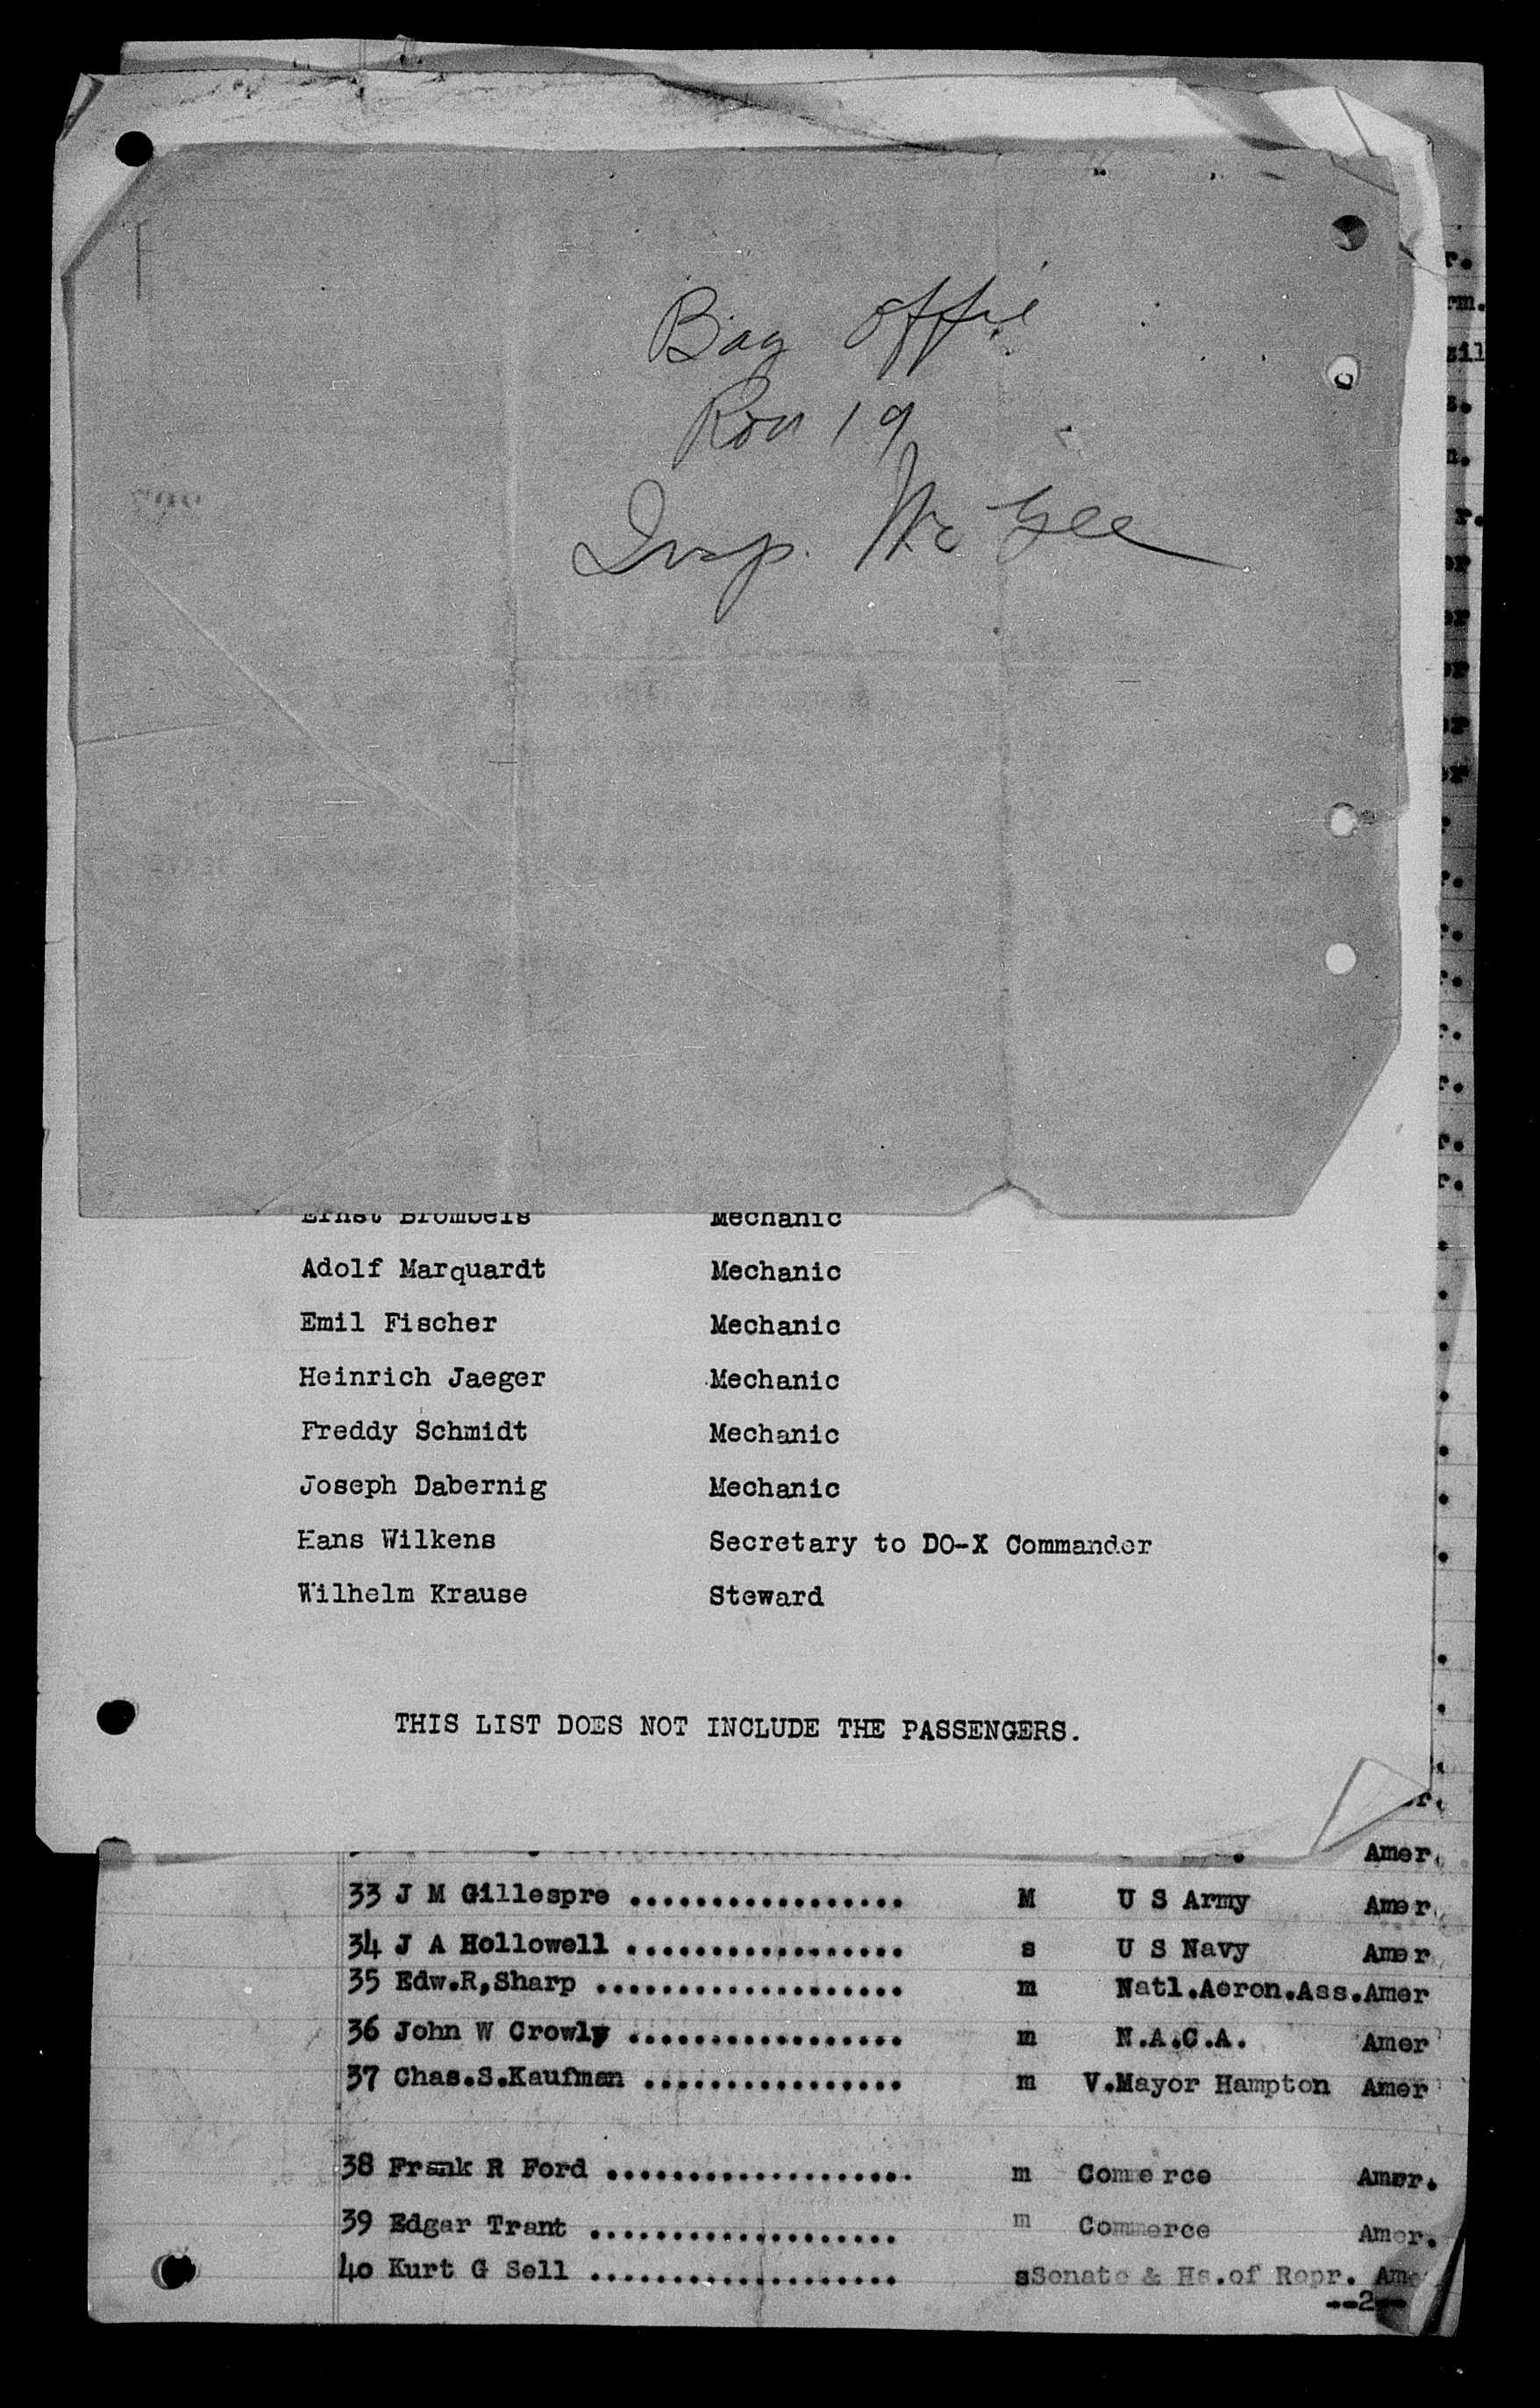 Insp. McGee
Ernst Brombeis Mechanic
Adolf Marquardt Mechanic
Emil Fischer Mechanic
Heinrich Jaeger Mechanic
Freddy Schmidt Mechanic
Joseph Dabernig Mechanic
Hans Wilkens Secretary to DO-X Commander
Wilhelm Krause Steward
THIS LIST DOES NOT INCLUDE THE PASSENGERS.
Amer.
33 J M Gillespre ................. M U S Army Amer.
34 J A Hollowell ................. s U S Navy Amer
35 Edw.R,Sharp ................... m Natl.Aeron.Ass.Amer
36 John W Crowly ................. m N.A.C.A. Amer
37 Chas.S.Kaufman ................ m V.Mayor Hampton Amer
38 Frank R Ford ................... m Commerce Amer.
39 Edgar Trant ................... m Commerce Amer.
40 Kurt G Sell ................... sSenate & Hs.of Repr. Ame
--2--